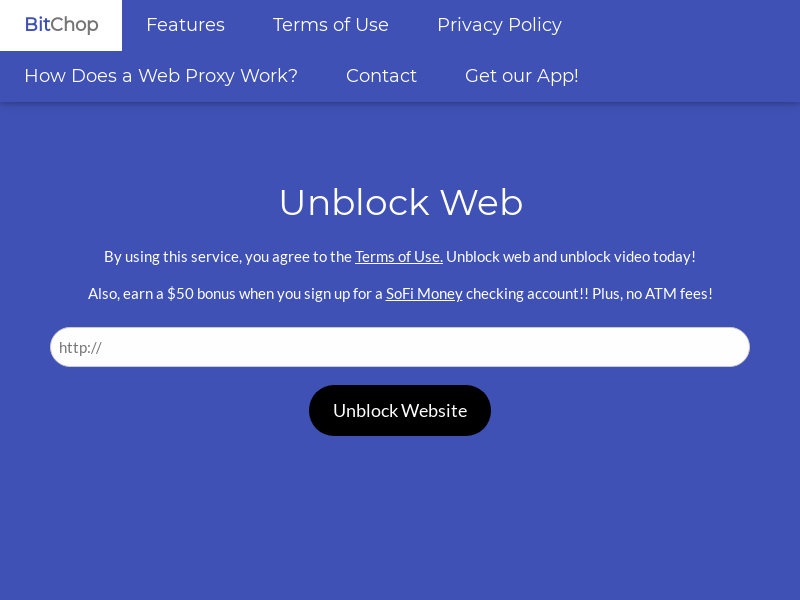 BitChop Features Terms of Use Privacy Policy
How Does a Web Proxy Work? Contact Get our App!
Unblock Web
By using this service, you agree to the Terms of Use. Unblock web and unblock video today!
Also, earn a $50 bonus when you sign up for a SoFi Money checking account!! Plus, no ATM fees!
http://
Unblock Website